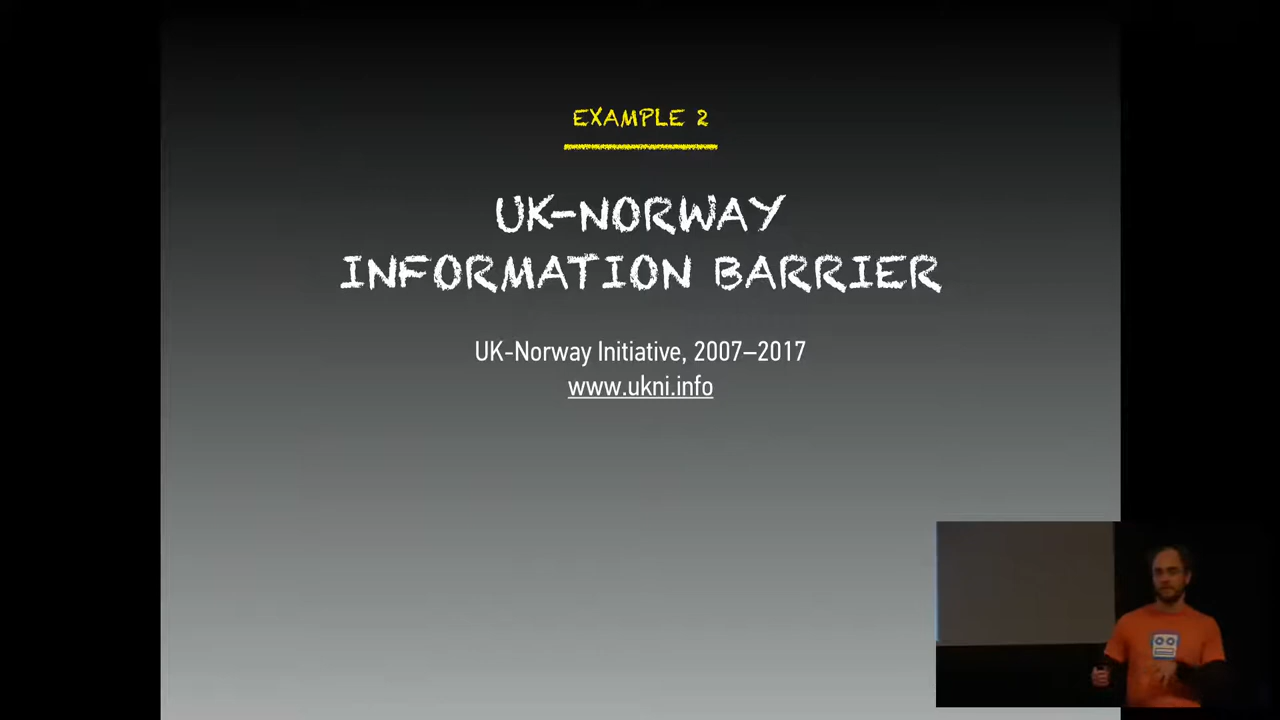 EXAMPLE 2
UK-NORWAY
INFORMATION BARRIER
UK-Norway Initiative, 2007–2017
www.ukni.info